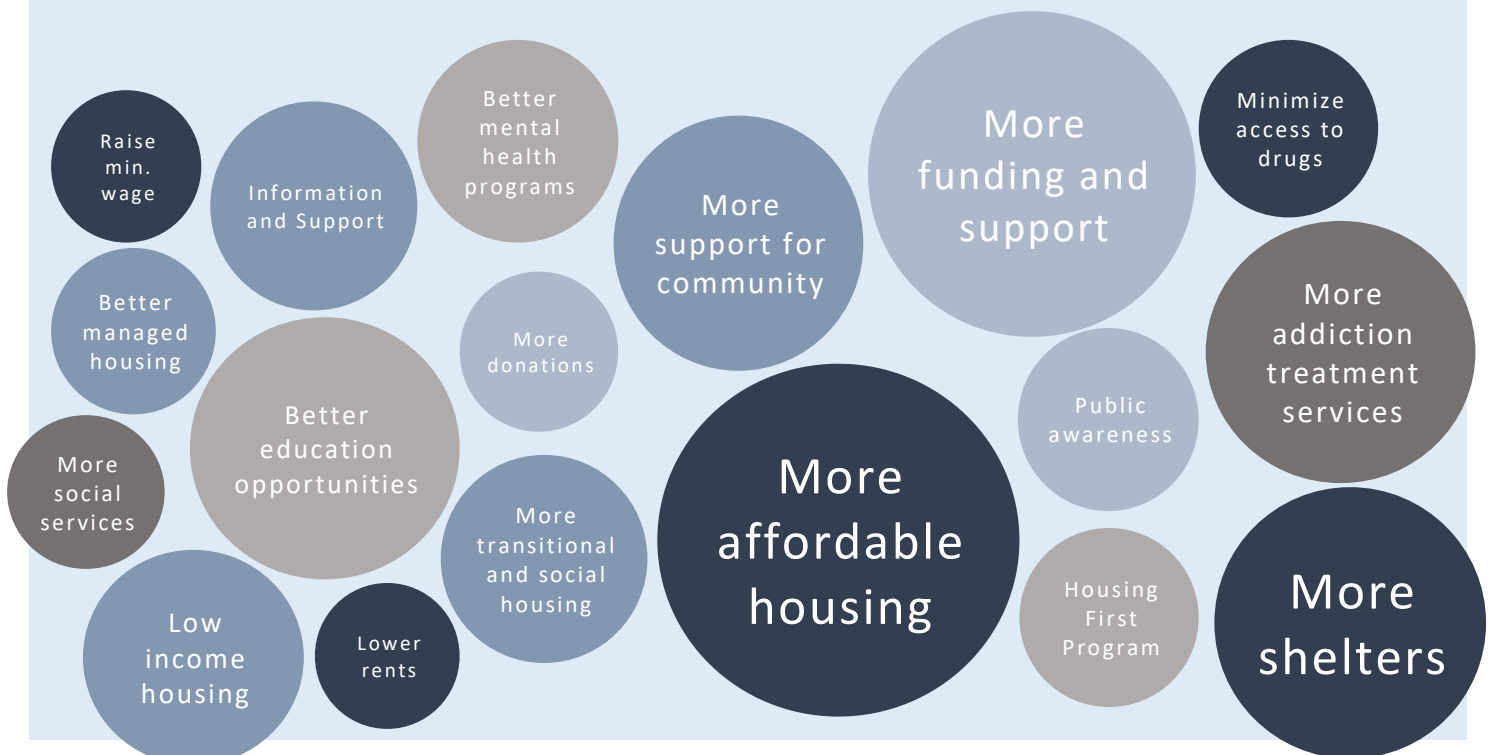 Raise
min.
wage
Information
and Support
Better
mental
health
programs
More
support for
community
More
funding and
support
Minimize
access to
drugs
Better
managed
housing
More
donations
More
addiction
treatment
services
Better
education
opportunities
Public
awareness
More
social
services
More
transitional
and social
housing
More
affordable
housing
Housing
First
Program
More
shelters
Low
income
housing
Lower
rents